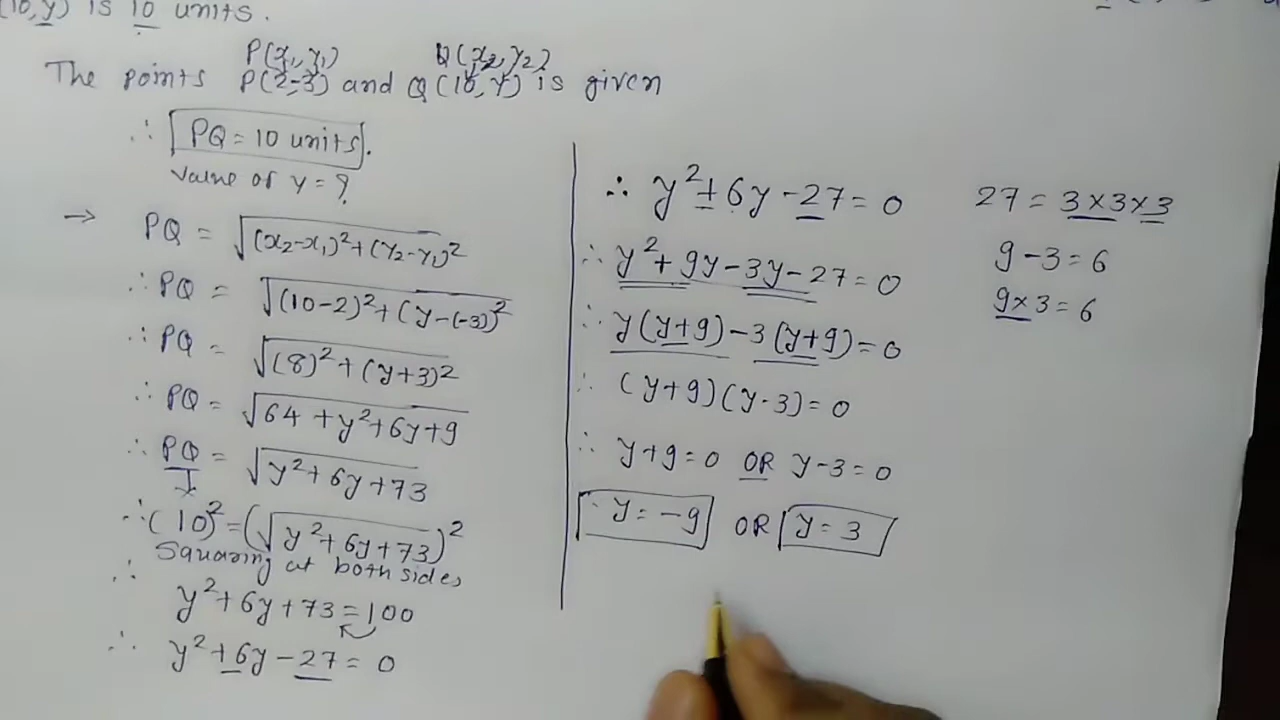 (10,y) is 10 units.
P(x₁,y₁) Q(x₂,y₂)
The points P(2-3) and Q(10,y) is given
∴ PQ = 10 units.
Value of y = ?
→ PQ = √(x₂-x₁)²+(y₂-y₁)²
∴ PQ = √(10-2)²+(y-(-3))²
∴ PQ = √(8)²+(y+3)²
∴ PQ = √64+y²+6y+9
∴ PQ = √y²+6y+73
∴ (10)² = (√y²+6y+73)²
Squaring at both sides
∴ y²+6y+73 = 100
∴ y²+6y-27 = 0
∴ y²+6y-27 = 0
∴ y²+9y-3y-27 = 0
∴ y(y+9)-3(y+9) = 0
∴ (y+9)(y-3) = 0
∴ y+9 = 0 OR y-3 = 0
∴ y = -9 OR y = 3
27 = 3×3×3
9-3 = 6
9×3 = 6